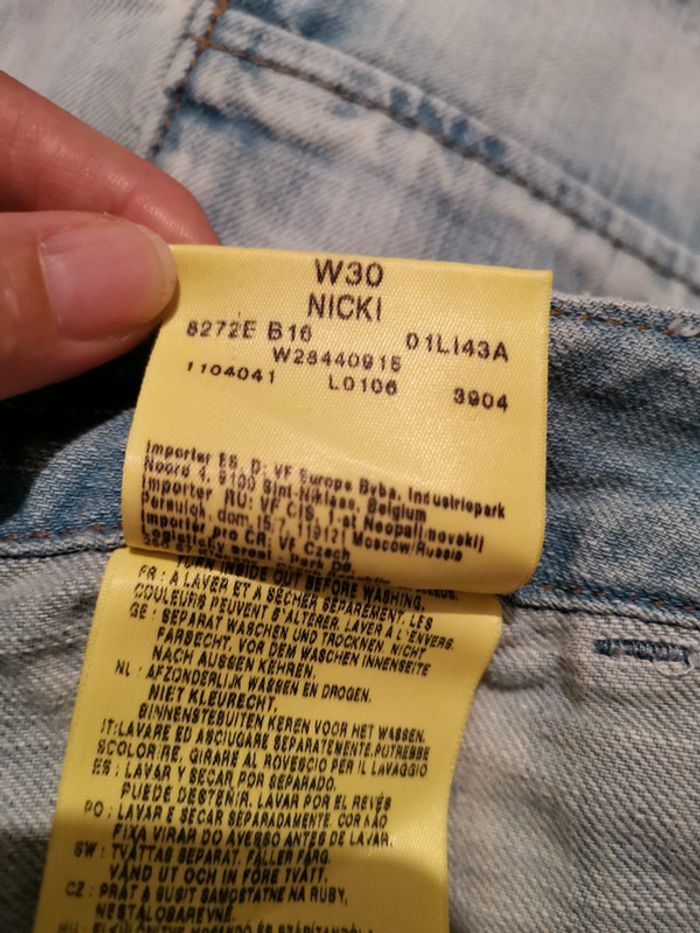 W30
NICKI
8272E B16 01LI43A
W28440915
1104041 L0106 3904
Importer ES, D: VF Europe Bvba, Industriepark
Noord 4, 9100 Sint-Niklaas, Belgium
Importer RU: VF CIS, 1-st Neopalimovskij
Pereulok, dom 15/7, 119121 Moscow/Russia
Importer pro CR: VF Czech
TURN INSIDE OUT BEFORE WASHING.
FR : A LAVER ET A SECHER SEPAREMENT. LES
COULEURS PEUVENT S'ALTERER. LAVER A L'ENVERS.
GE : SEPARAT WASCHEN UND TROCKNEN. NICHT
FARBECHT. VOR DEM WASCHEN INNENSEITE
NACH AUSSEN KEHREN.
NL : AFZONDERLIJK WASSEN EN DROGEN.
NIET KLEURECHT.
BINNENSTEBUITEN KEREN VOOR HET WASSEN.
IT:LAVARE ED ASCIUGARE SEPARATEMENTE.POTREBBE
SCOLORIRE, GIRARE AL ROVESCIO PER IL LAVAGGIO
ES : LAVAR Y SECAR POR SEPARADO.
PUEDE DESTEÑIR. LAVAR POR EL REVÉS
PO : LAVAR E SECAR SEPARADAMENTE. COR NÃO
FIXA VIRAR DO AVERSO ANTES DE LAVAR.
SW : TVÄTTAS SEPARAT. FÄLLER FÄRG.
VÄND UT OCH IN FÖRE TVÄTT.
CZ : PRÁT A SUŠIT SAMOSTATNĚ NA RUBY,
NESTÁLOBAREVNÉ.